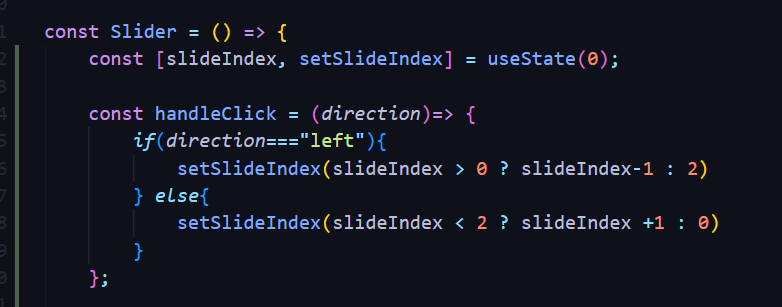 const Slider = () => {
const [slideIndex, setSlideIndex] = useState(0);
const handleClick = (direction)=> {
if(direction==="left"){
setSlideIndex(slideIndex > 0 ? slideIndex-1 : 2)
} else{
setSlideIndex(slideIndex < 2 ? slideIndex +1 : 0)
}
};